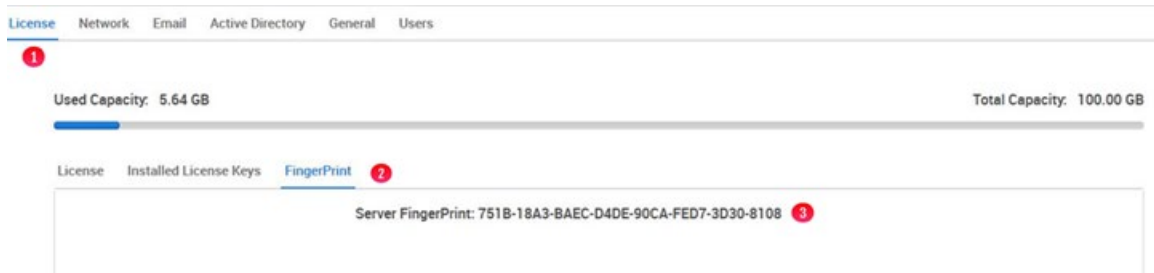 License Network Email Active Directory General Users
1
Used Capacity: 5.64 GB Total Capacity: 100.00 GB
License Installed License Keys FingerPrint 2
Server FingerPrint: 751B-18A3-BAEC-D4DE-90CA-FED7-3D30-8108 3